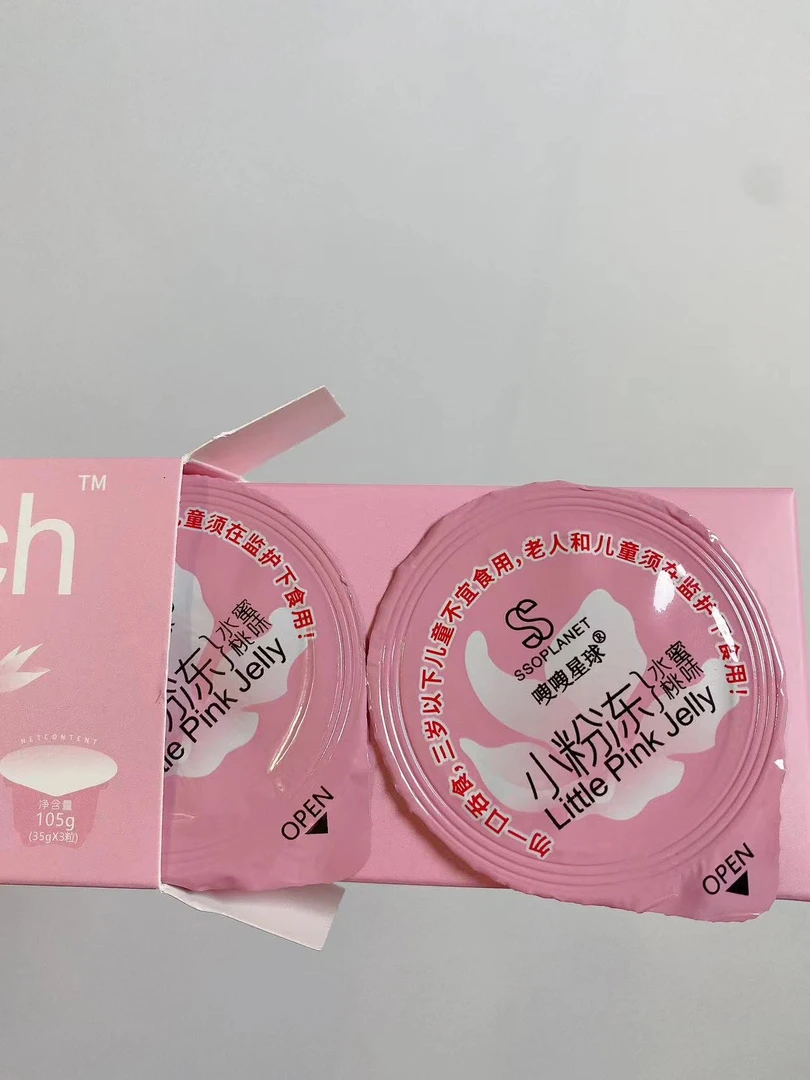 ch™
NETCONTENT
净含量
105g
(35gX3粒)
儿童须在监护下食用!
水蜜
桃味
粉冻
tle Pink Jelly
OPEN
勿一口吞食,三岁以下儿童不宜食用,老人和儿童须在监护下食用!
SSOPLANET
嗖嗖星球®
小粉冻
水蜜
桃味
Little Pink Jelly
OPEN